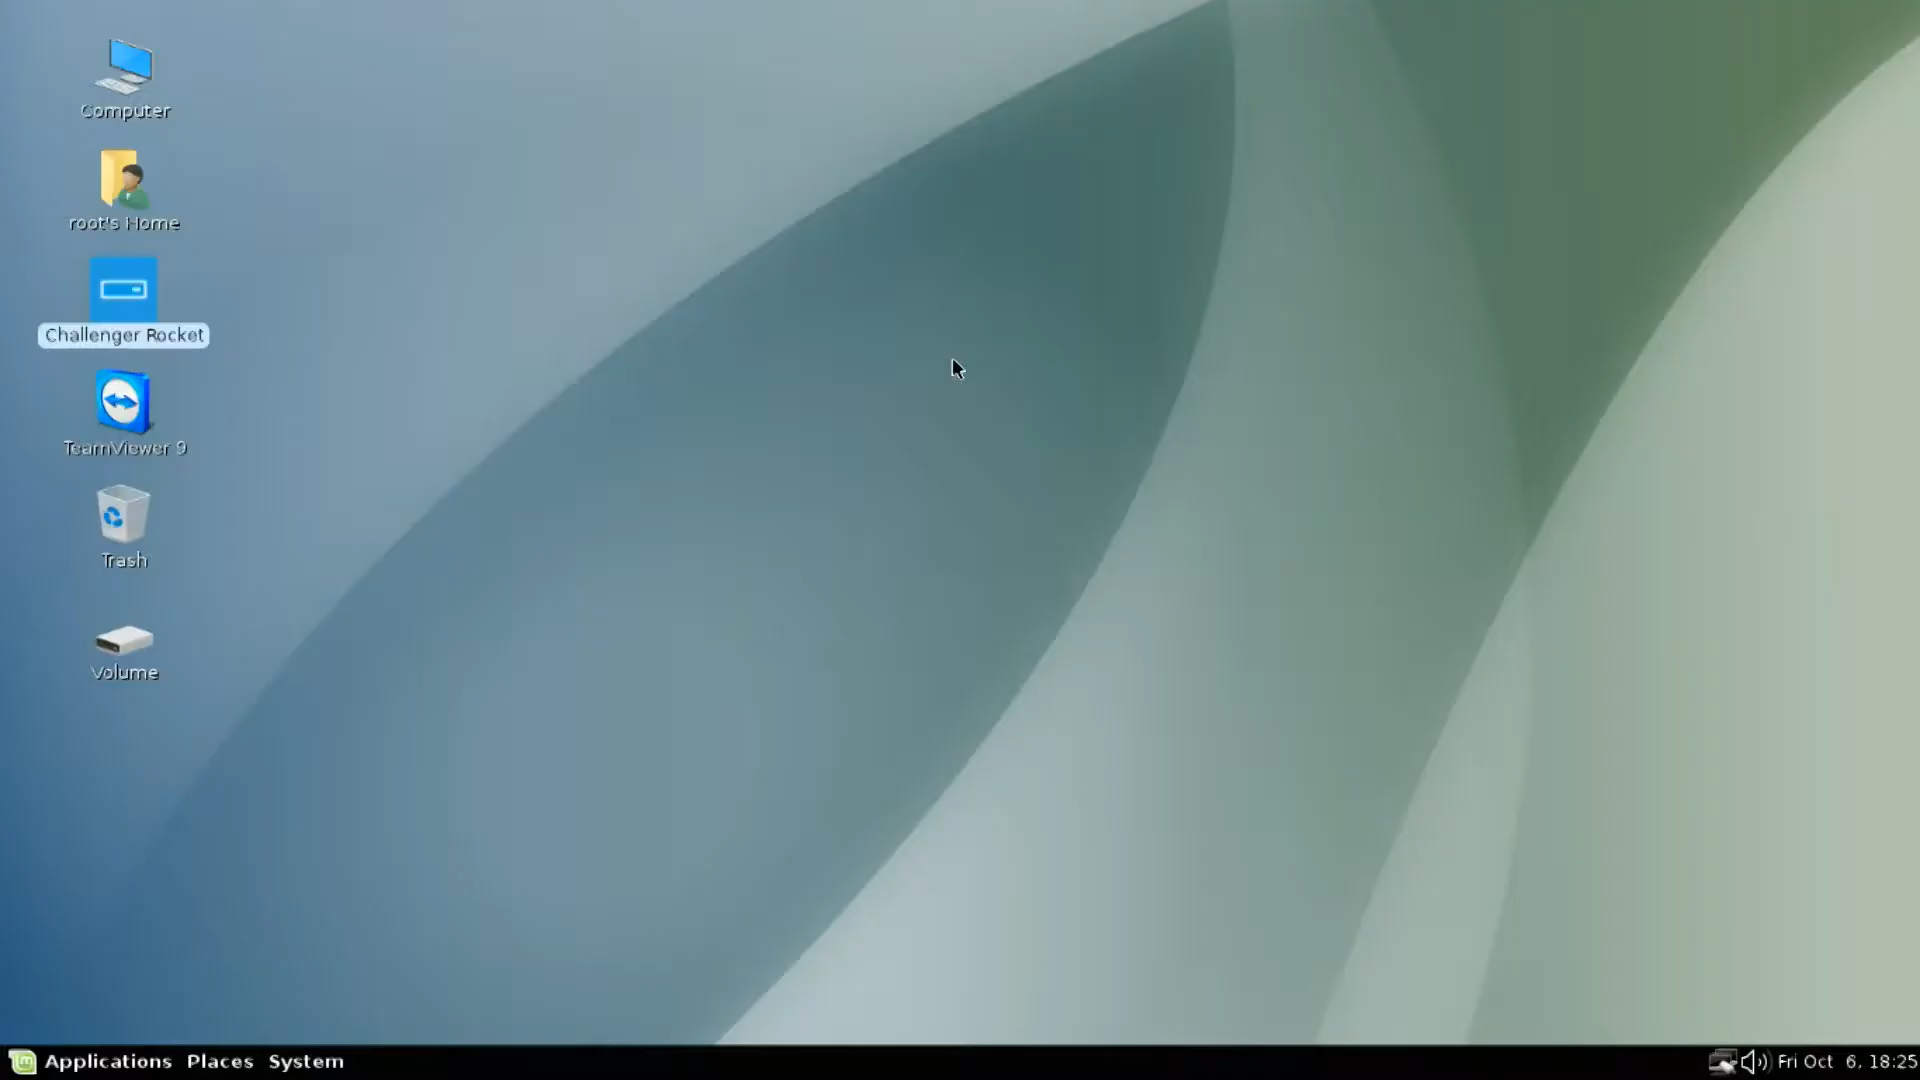 Computer
root's Home
Challenger Rocket
TeamViewer 9
Trash
Volume
Applications Places System
Fri Oct 6, 18:25